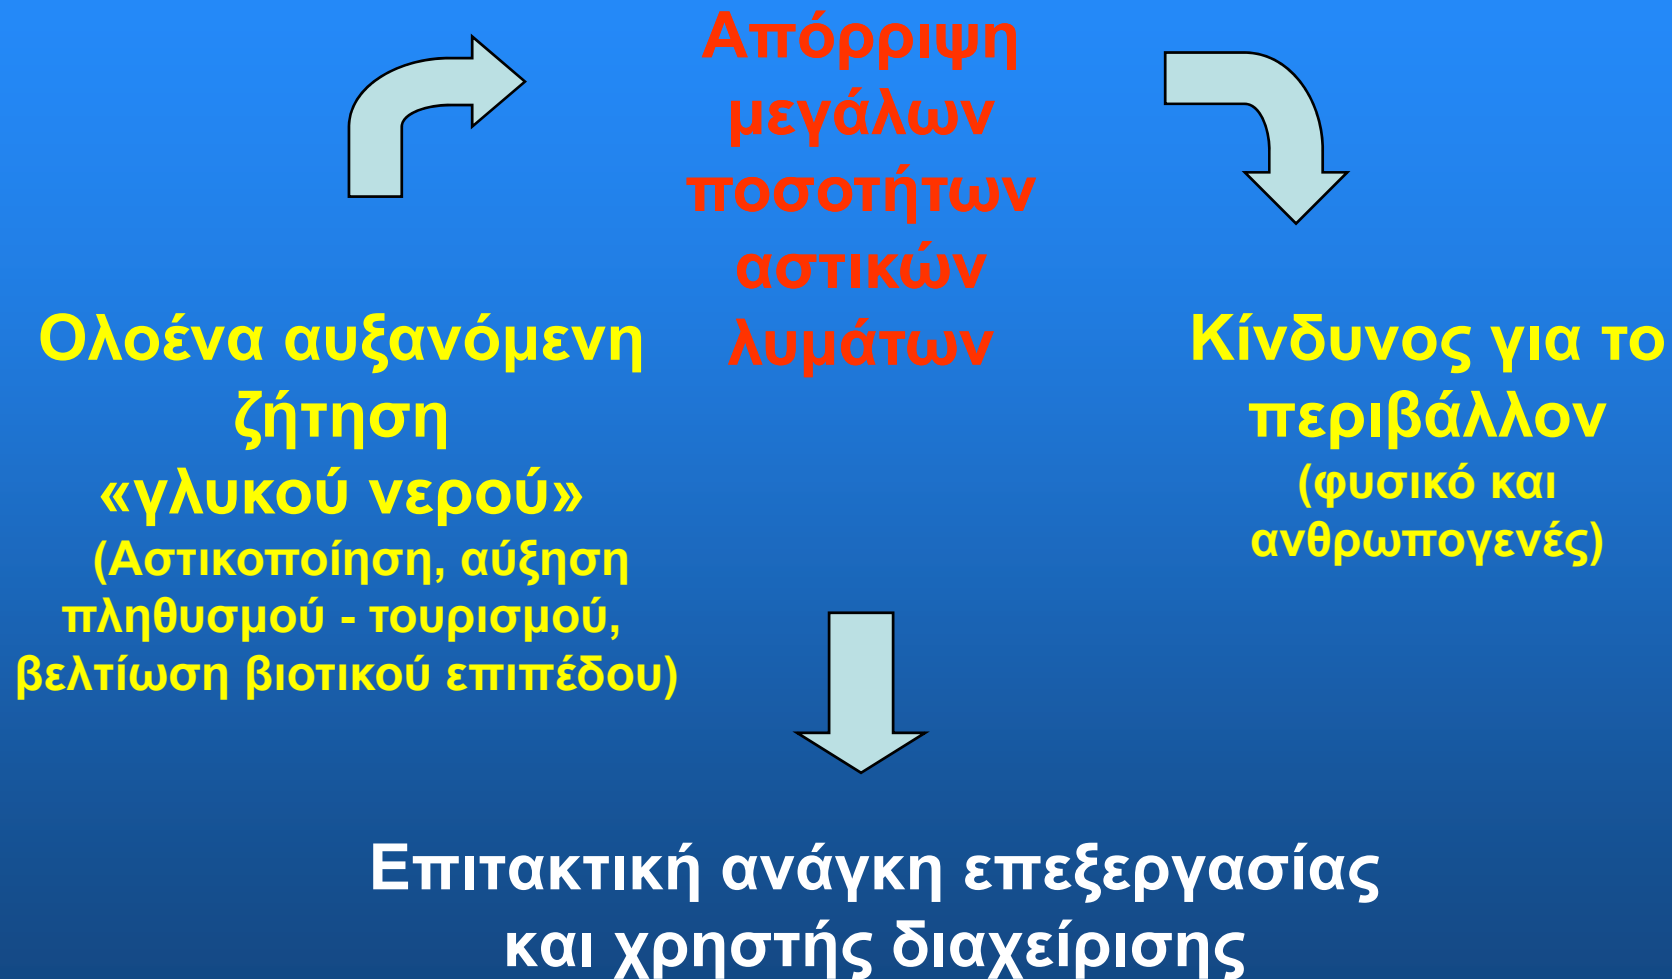 Απόρριψη
μεγάλων
ποσοτήτων
αστικών
λυμάτων
Ολοένα αυξανόμενη
ζήτηση
«γλυκού νερού»
(Αστικοποίηση, αύξηση
πληθυσμού - τουρισμού,
βελτίωση βιοτικού επιπέδου)
Κίνδυνος για το
περιβάλλον
(φυσικό και
ανθρωπογενές)
Επιτακτική ανάγκη επεξεργασίας
και χρηστής διαχείρισης